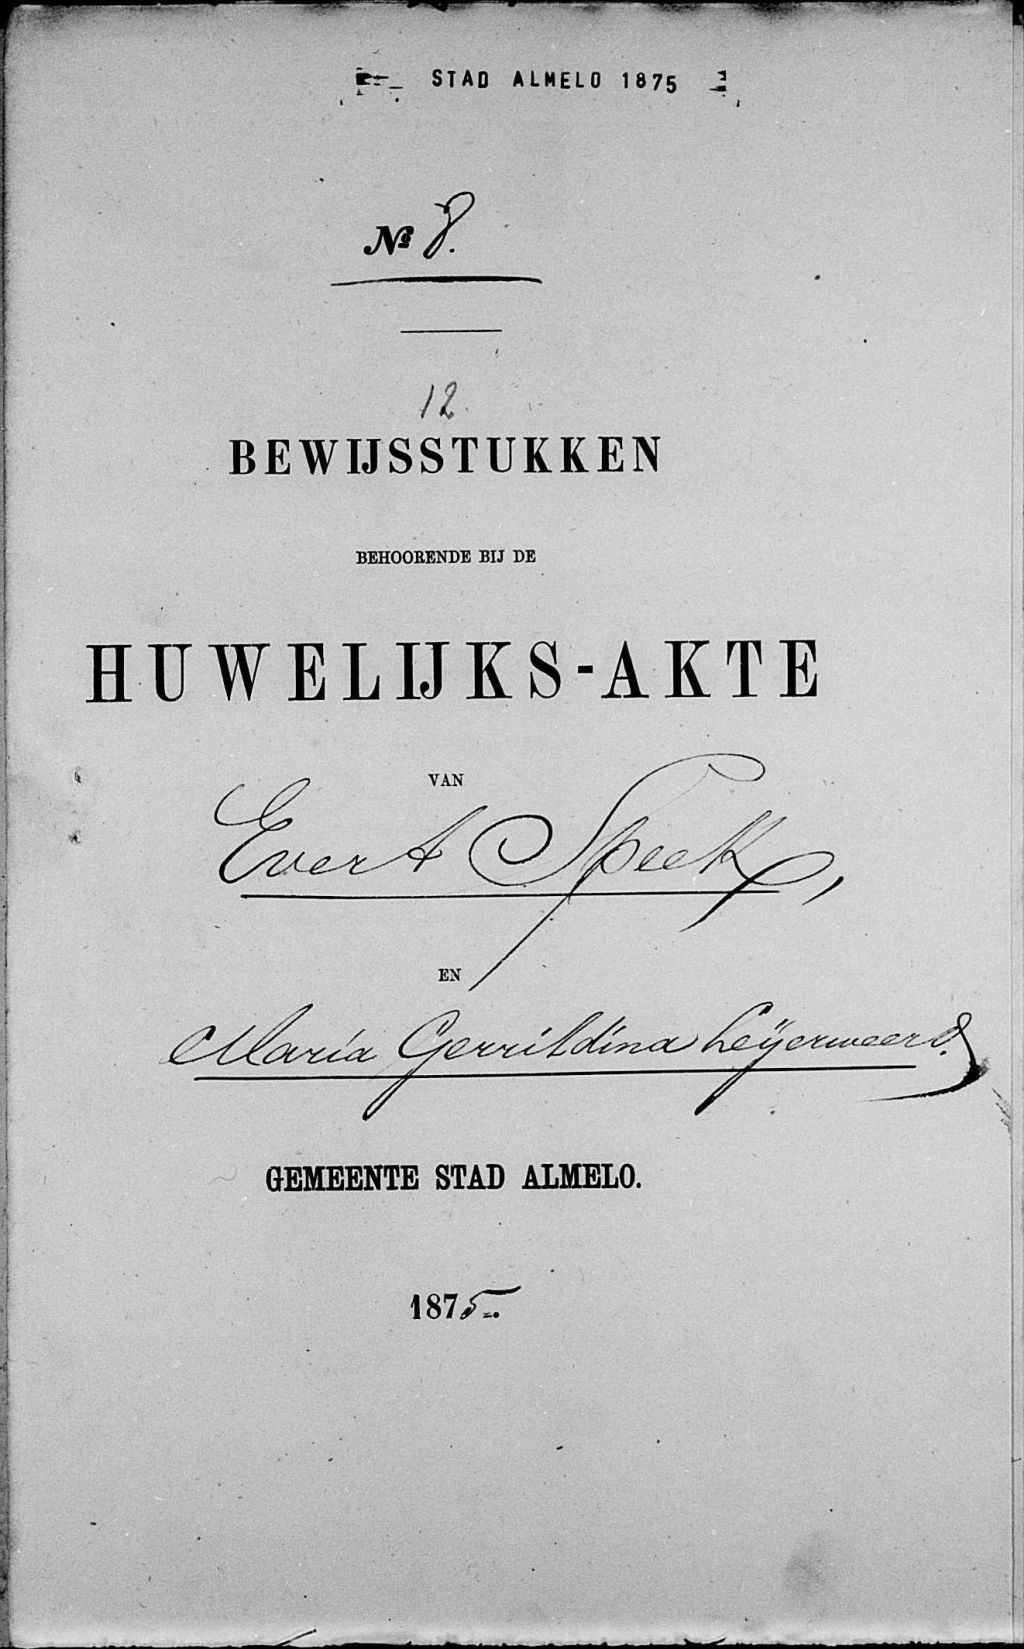 STAD ALMELO 1875
№ 8.
12.
BEWIJSSTUKKEN
BEHOORENDE BIJ DE
HUWELIJKS-AKTE
VAN
Evert Speek,
EN
Maria Gerritdina Leijerweerd.
GEMEENTE STAD ALMELO.
1875.